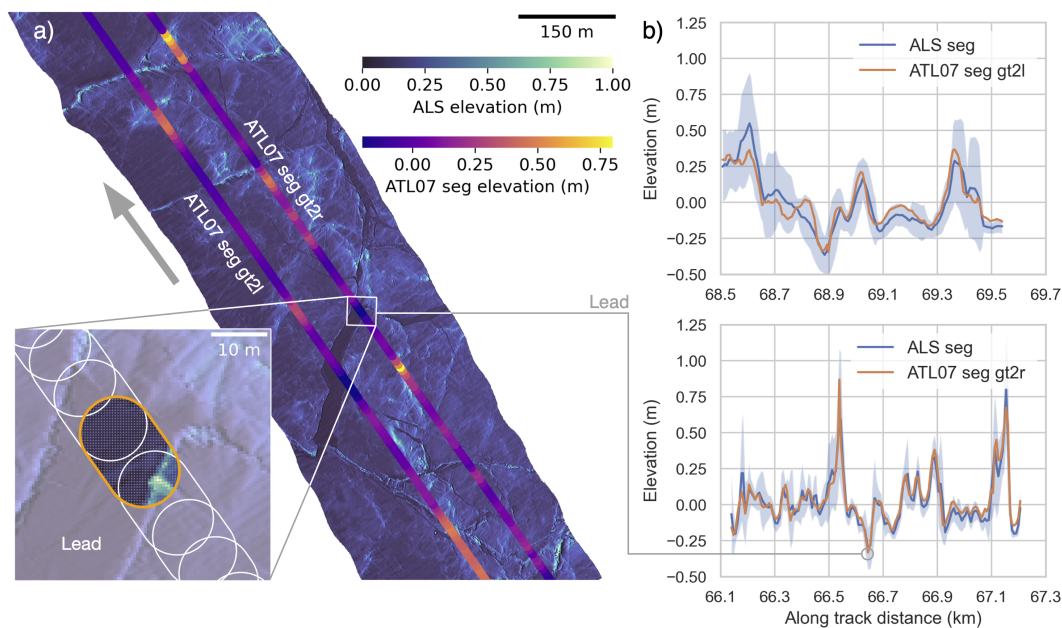 a)
150 m
0.00 0.25 0.50 0.75 1.00
ALS elevation (m)
0.00 0.25 0.50 0.75
ATL07 seg elevation (m)
ATL07 seg gt2r
ATL07 seg gt2l
Lead
10 m
Lead
b)
ALS seg
ATL07 seg gt2l
Elevation (m)
1.25
1.00
0.75
0.50
0.25
0.00
−0.25
−0.50
68.5 68.7 68.9 69.1 69.3 69.5 69.7
ALS seg
ATL07 seg gt2r
Elevation (m)
1.25
1.00
0.75
0.50
0.25
0.00
−0.25
−0.50
66.1 66.3 66.5 66.7 66.9 67.1 67.3
Along track distance (km)